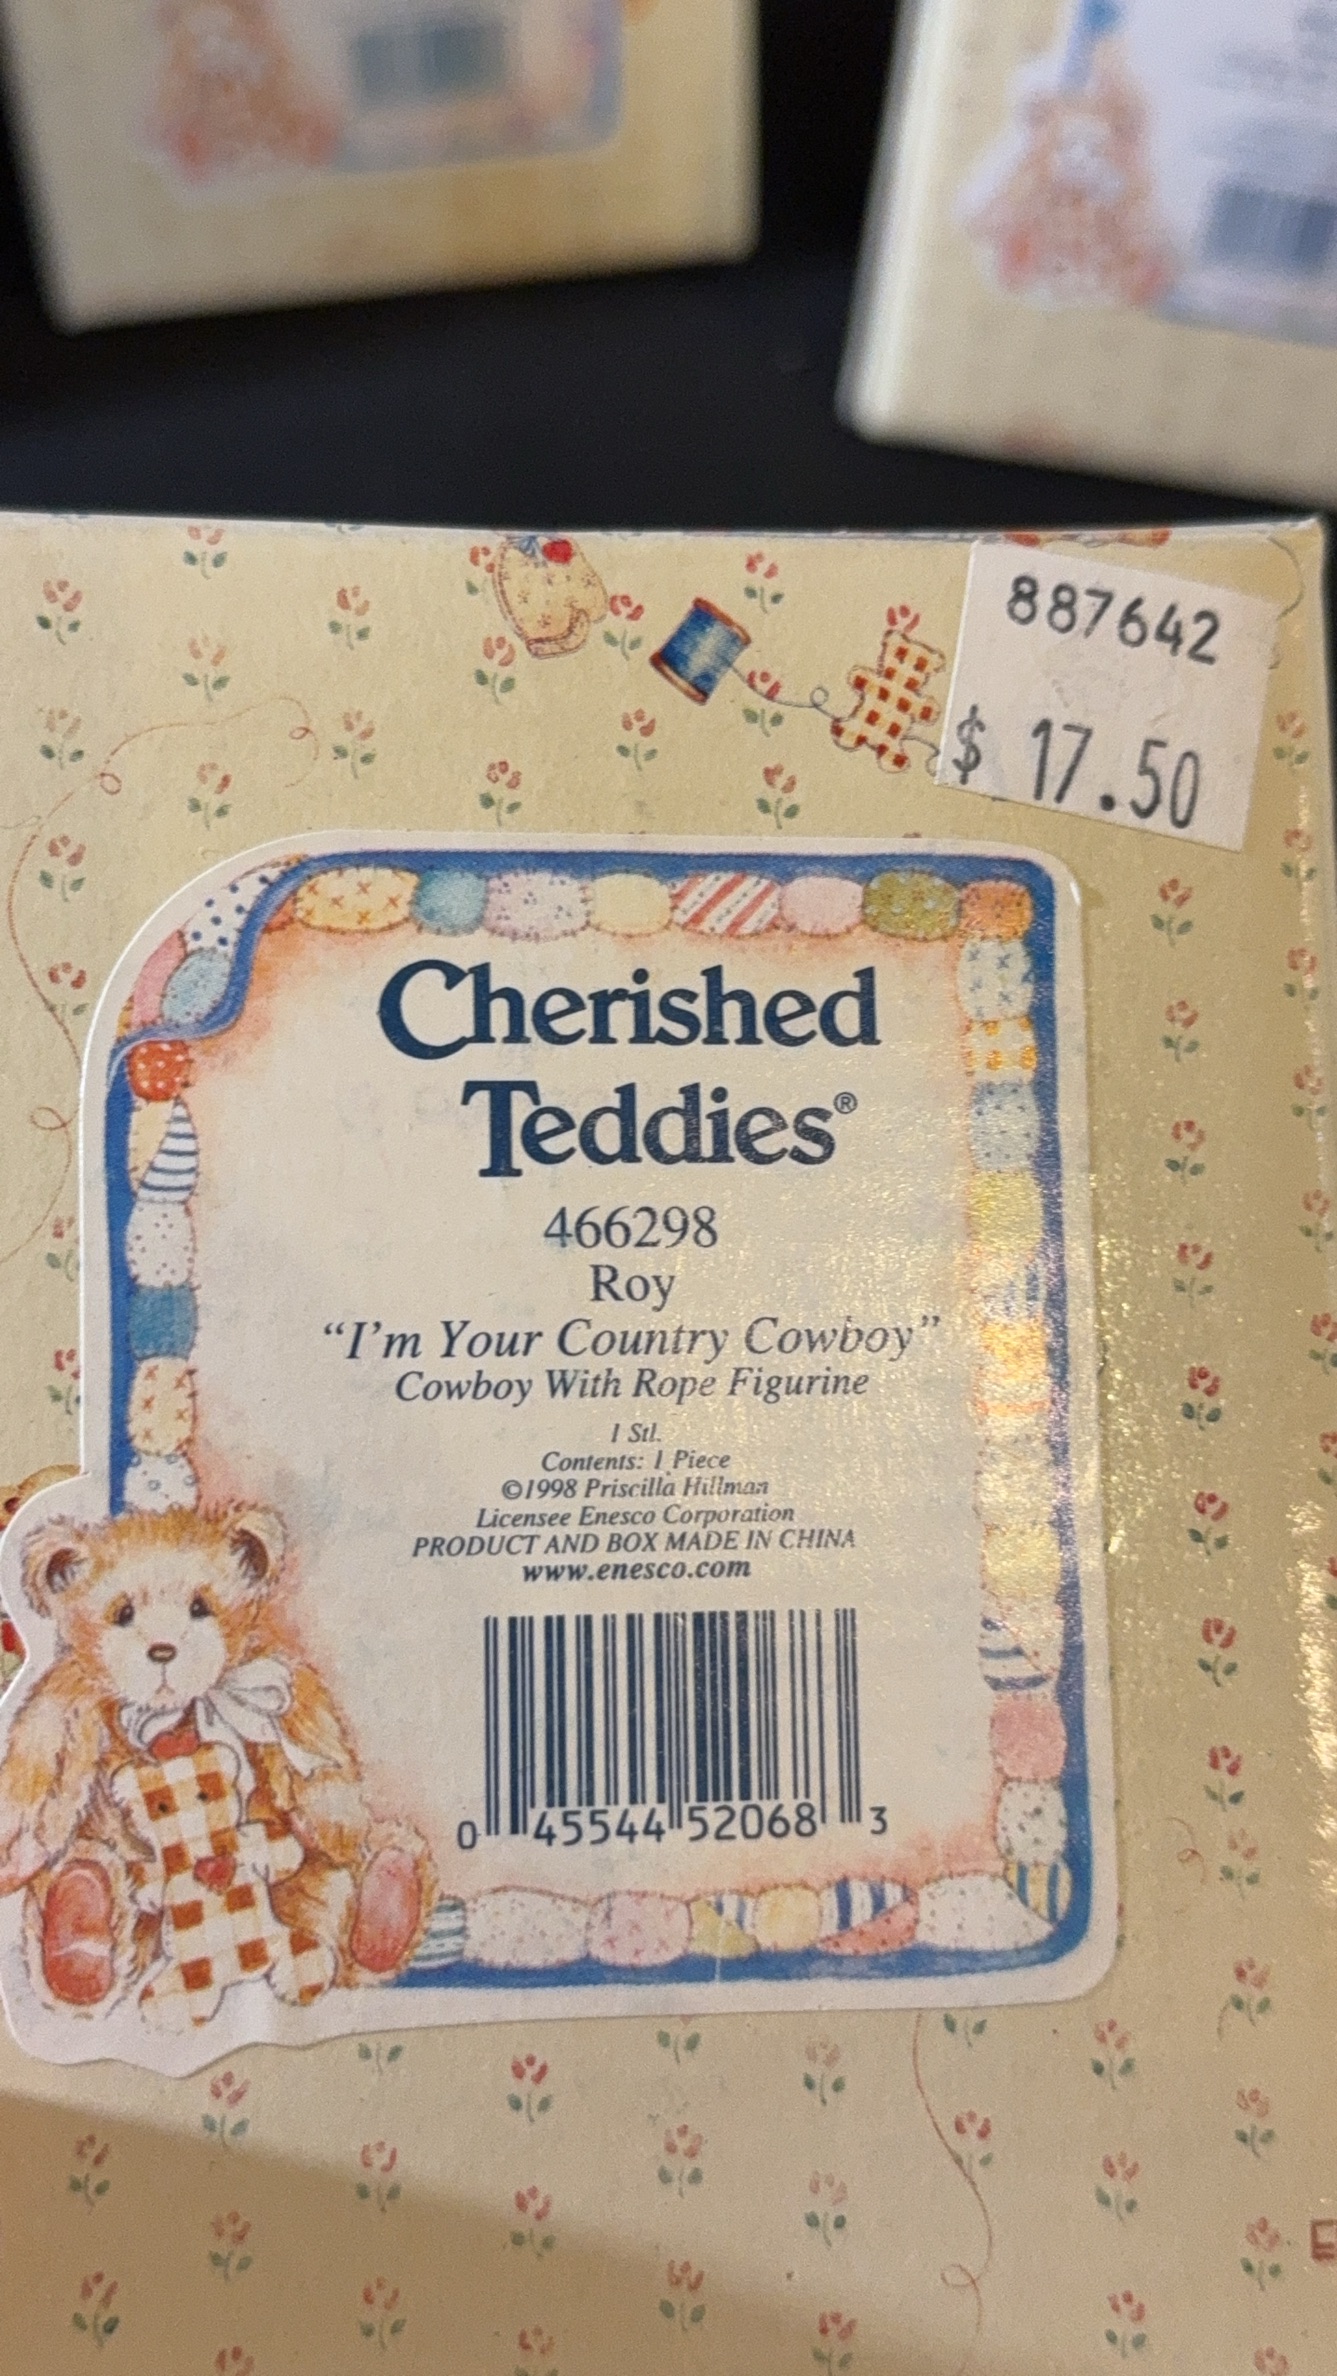 887642
$ 17.50
Cherished
Teddies®
466298
Roy
"I'm Your Country Cowboy"
Cowboy With Rope Figurine
1 Stl.
Contents: 1 Piece
©1998 Priscilla Hillman
Licensee Enesco Corporation
PRODUCT AND BOX MADE IN CHINA
www.enesco.com
0 45544 52068 3